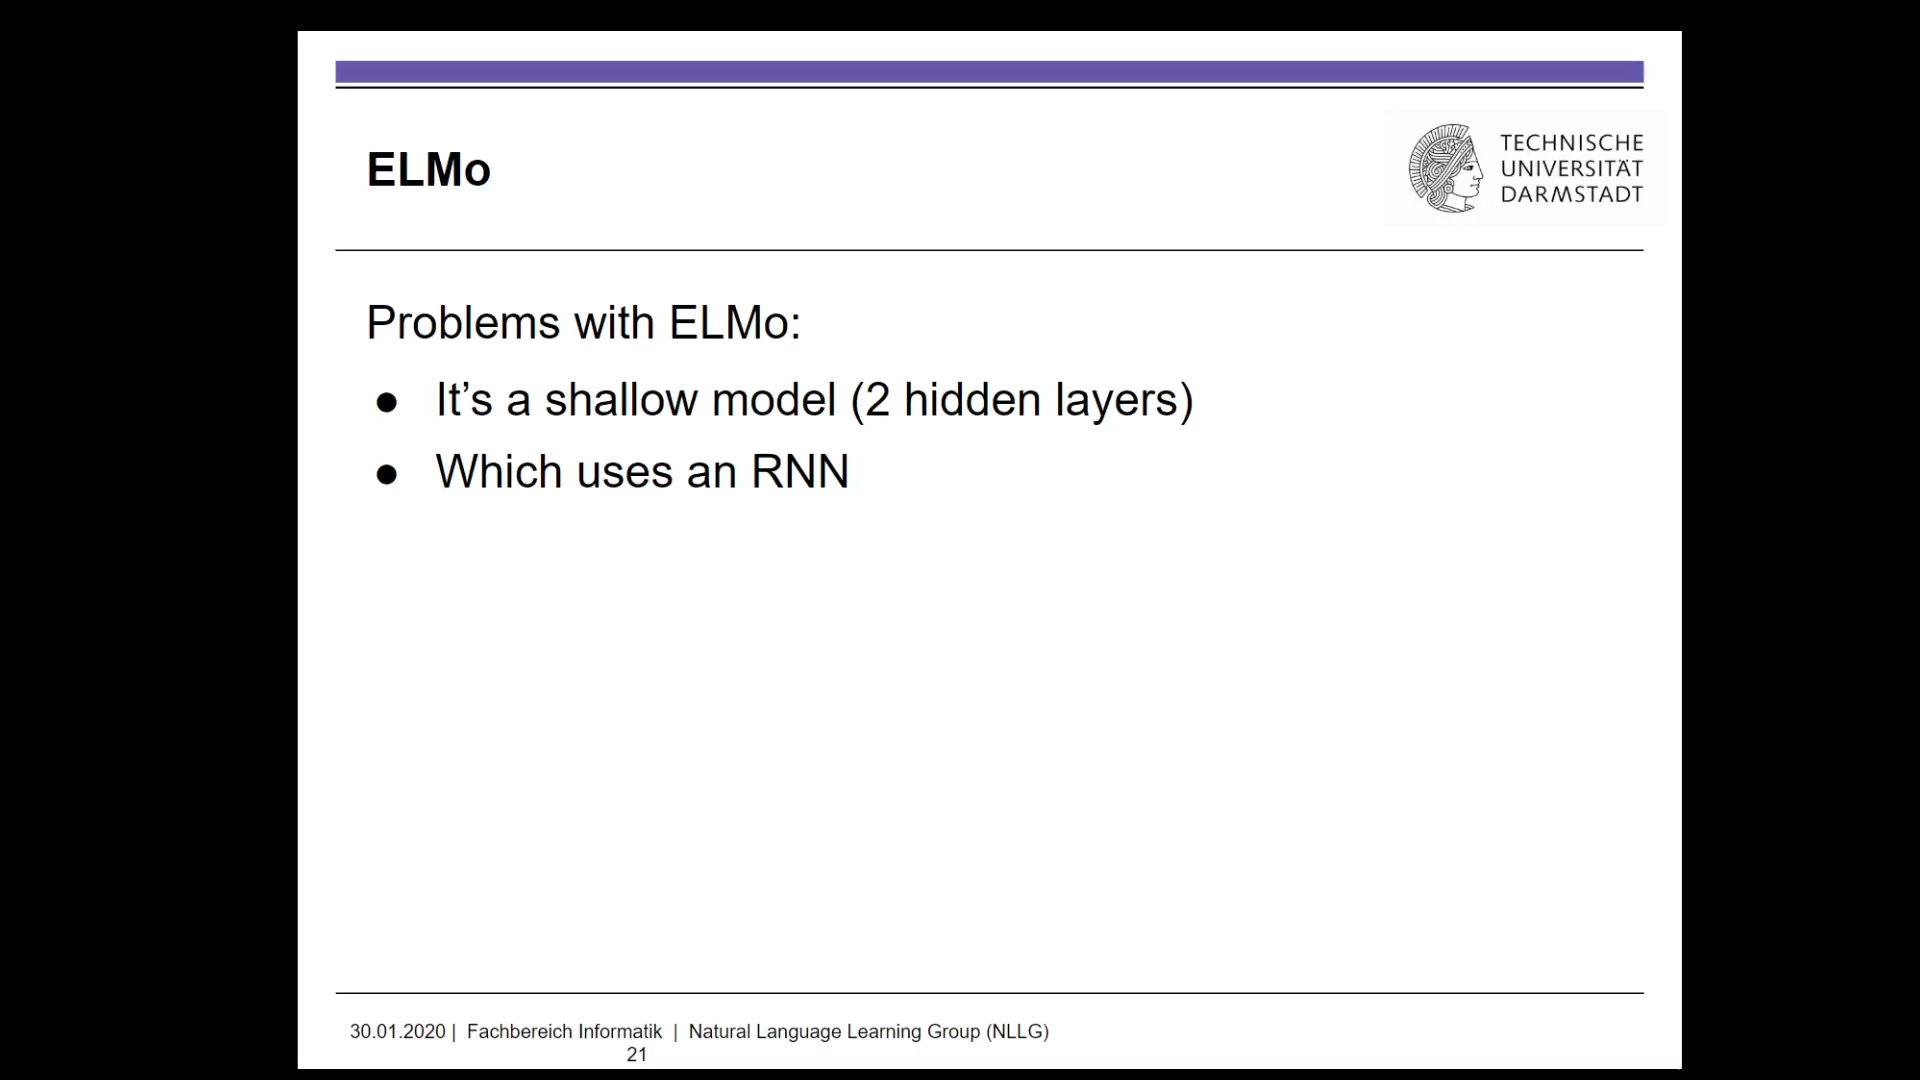 ELMo
TECHNISCHE
UNIVERSITÄT
DARMSTADT
Problems with ELMo:
● It’s a shallow model (2 hidden layers)
● Which uses an RNN
30.01.2020 | Fachbereich Informatik | Natural Language Learning Group (NLLG)
21